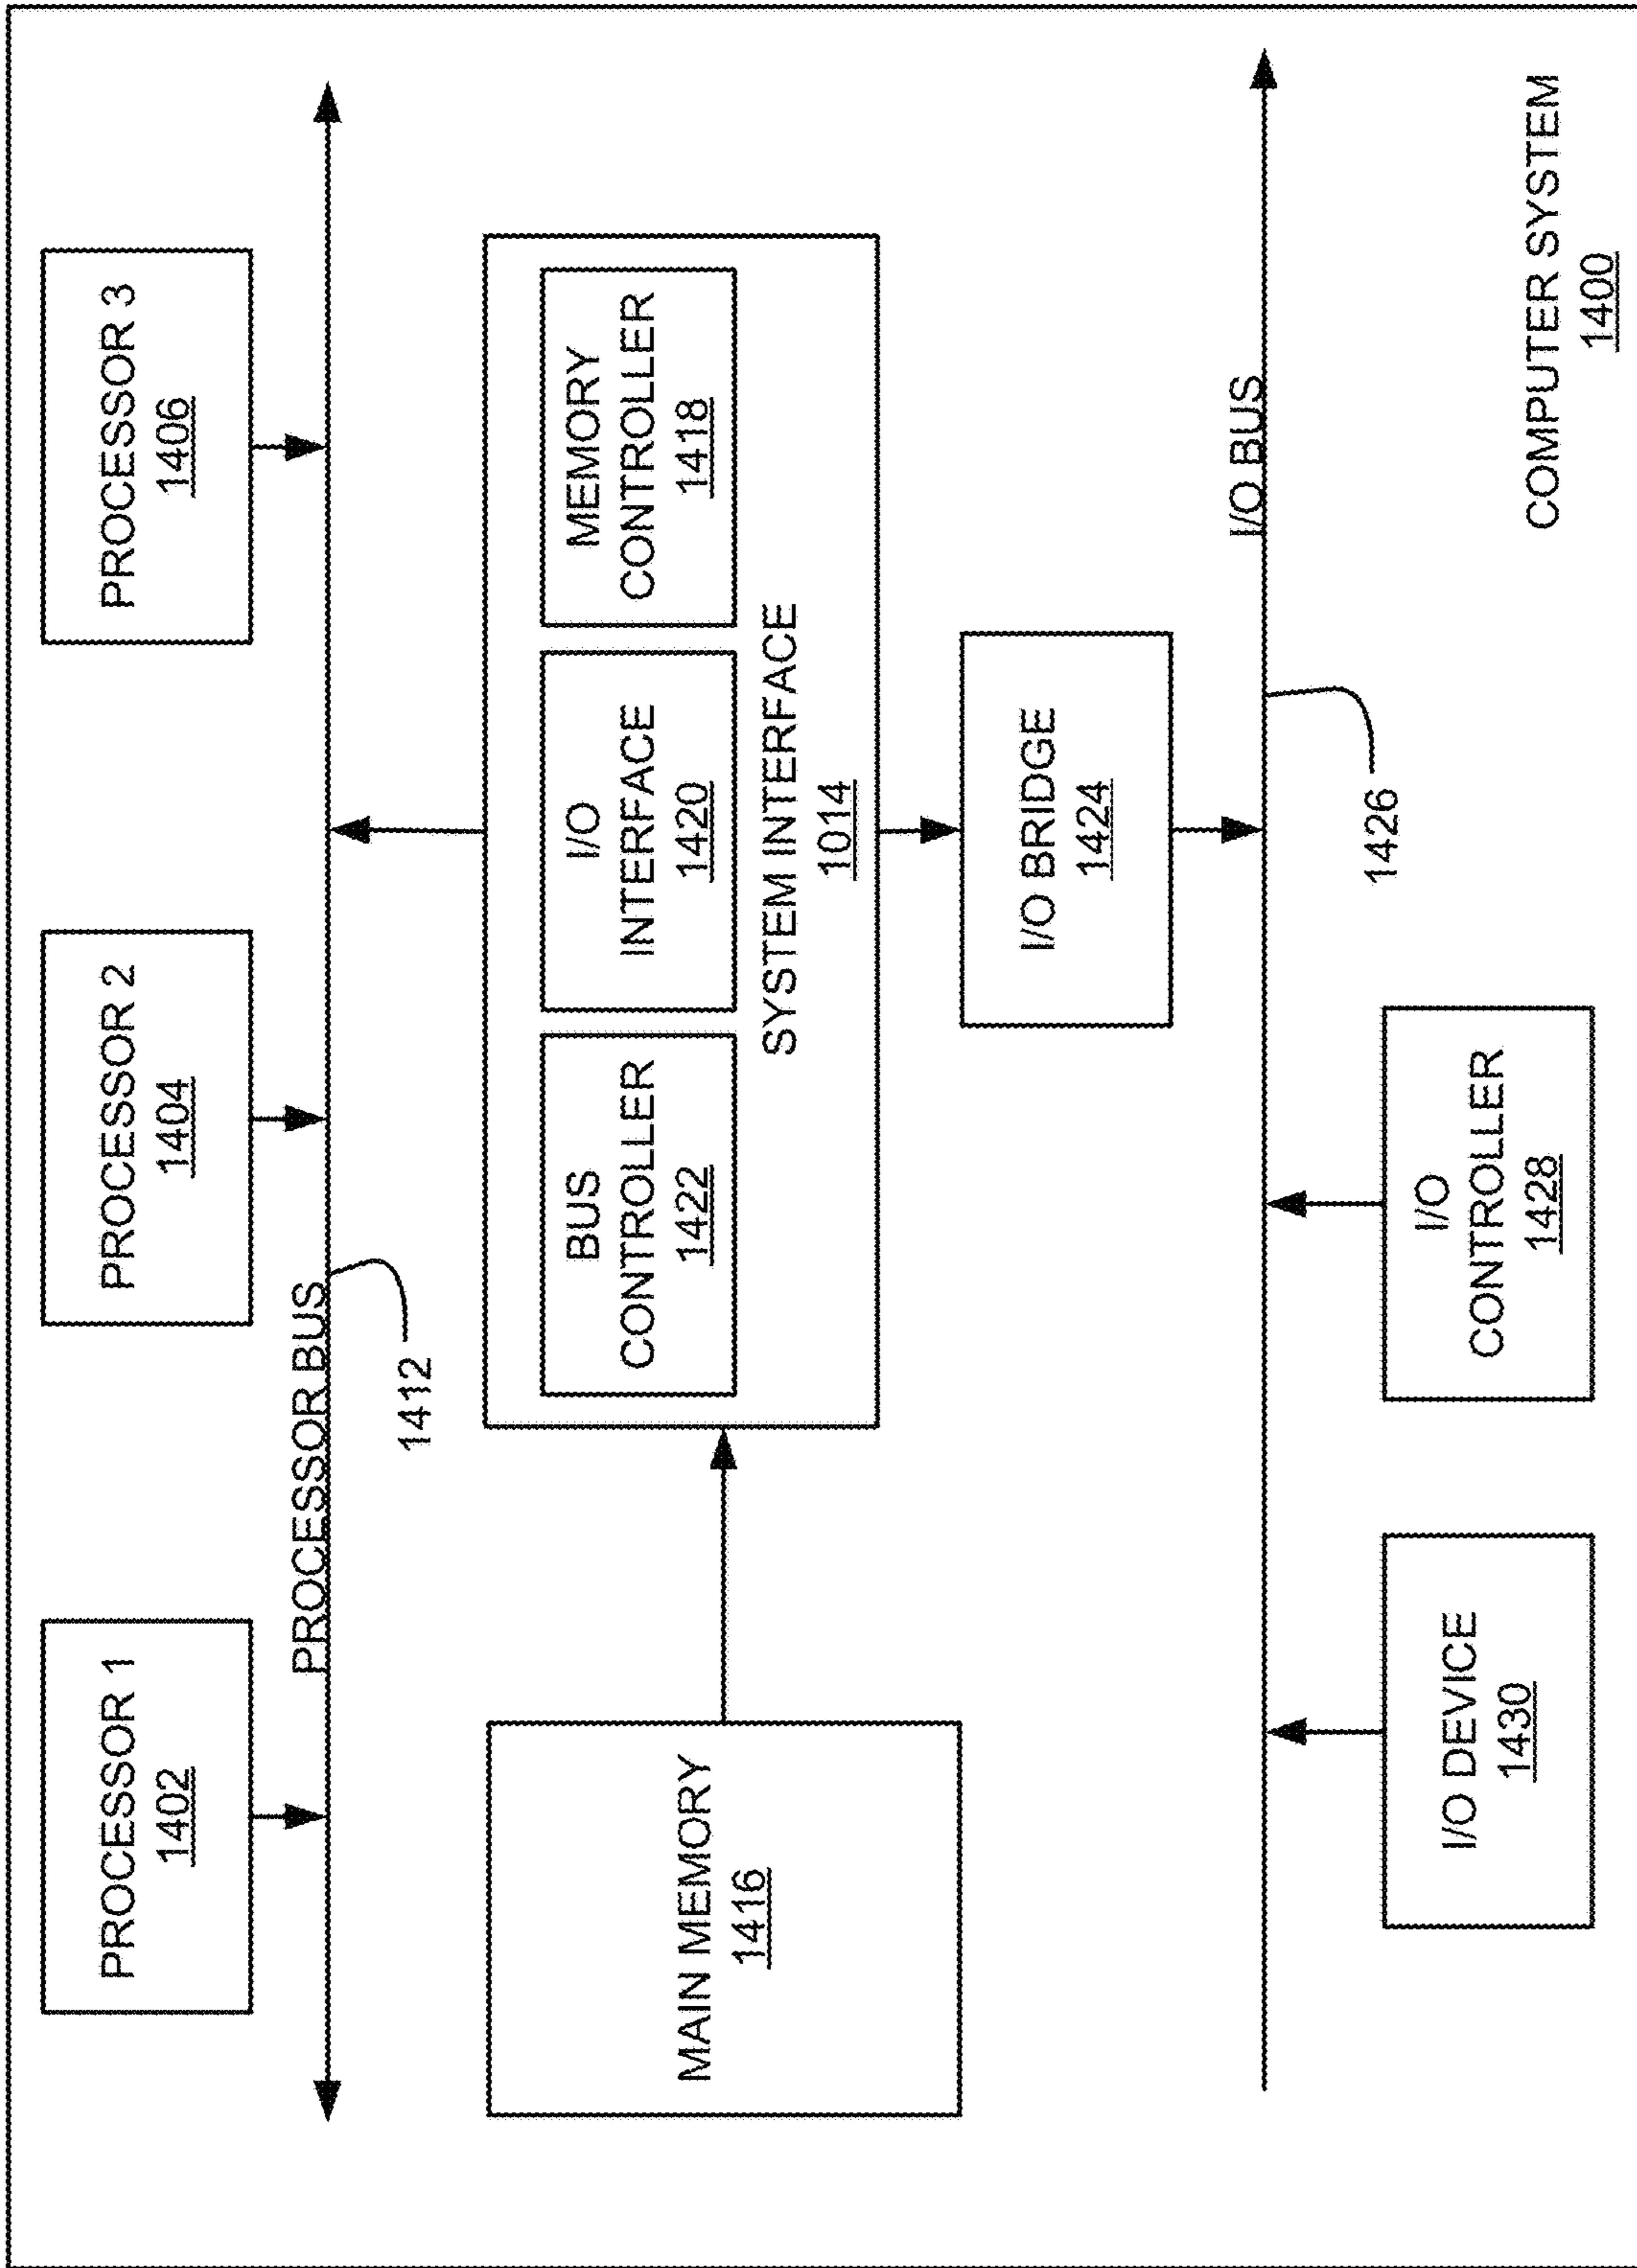 PROCESSOR 1
1402
PROCESSOR 2
1404
PROCESSOR 3
1406
PROCESSOR BUS
1412
MAIN MEMORY
1416
BUS
CONTROLLER
1422
I/O
INTERFACE
1420
MEMORY
CONTROLLER
1418
SYSTEM INTERFACE
1014
I/O BRIDGE
1424
I/O BUS
1426
I/O DEVICE
1430
I/O
CONTROLLER
1428
COMPUTER SYSTEM
1400